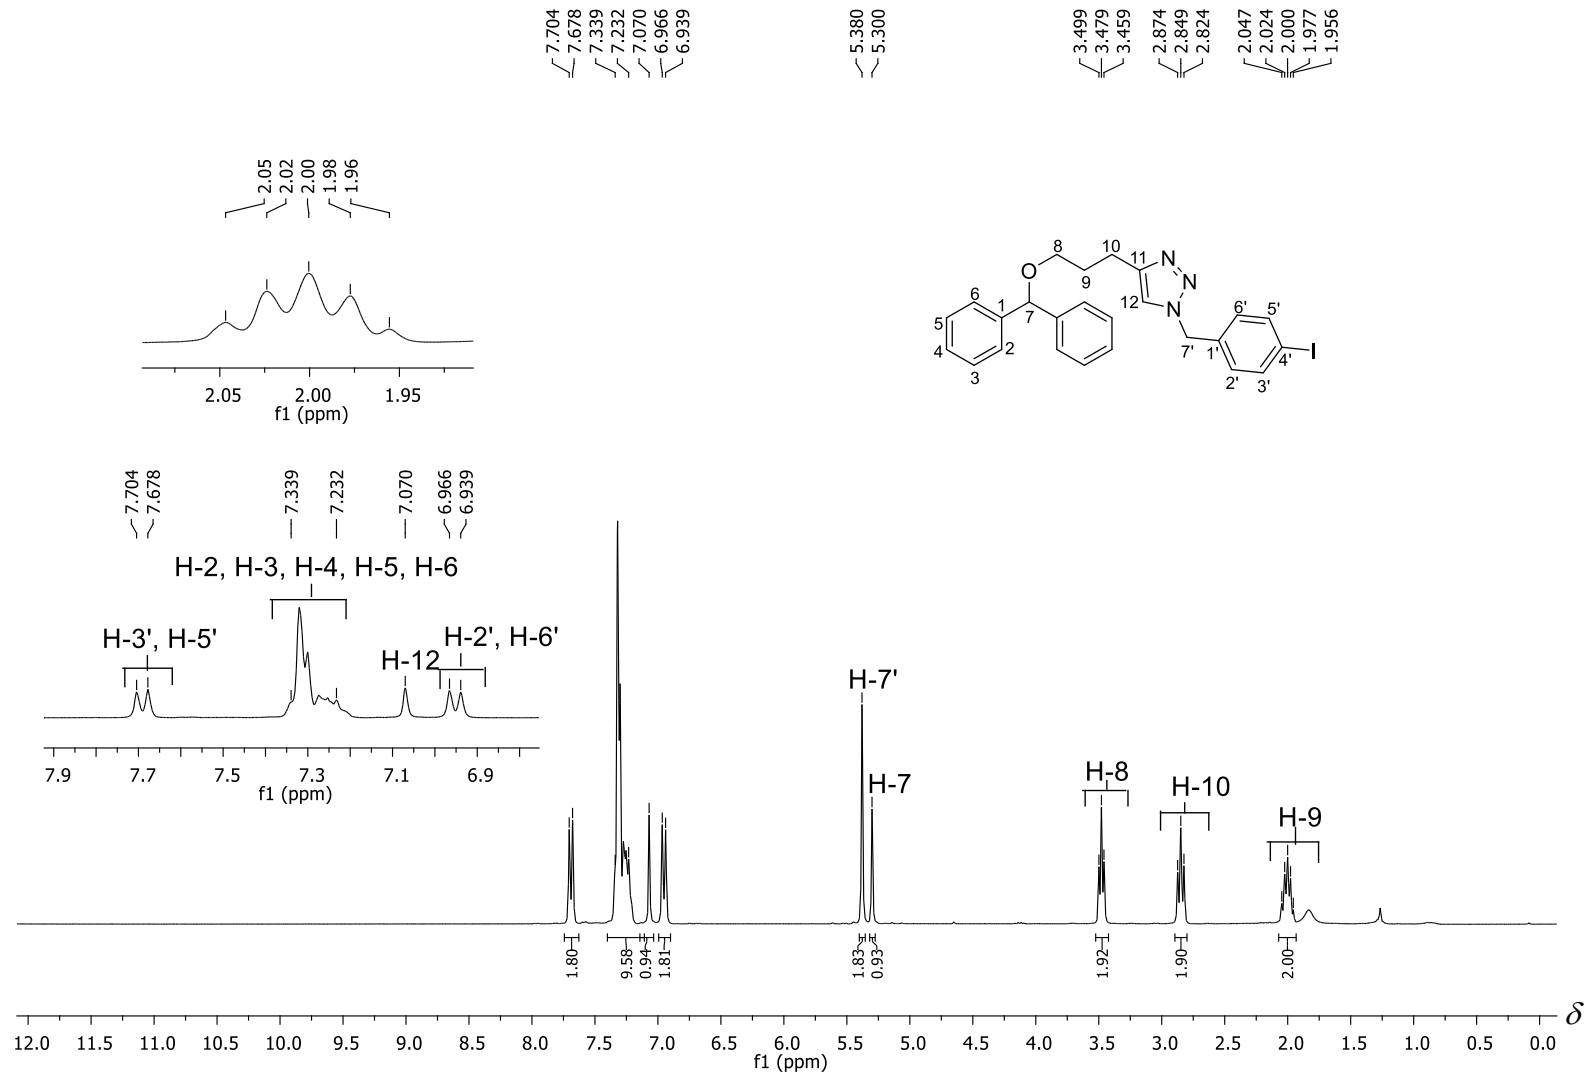 7.704
7.678
7.339
7.232
7.070
6.966
6.939
5.380
5.300
3.499
3.479
3.459
2.874
2.849
2.824
2.047
2.024
2.000
1.977
1.956
2.05
2.02
2.00
1.98
1.96
2.05 2.00 1.95
f1 (ppm)
8
10
O
9
11
N
N
N
12
6
1
7
5
4
2
3
7'
1'
6'
5'
4'
I
2'
3'
7.704
7.678
7.339
7.232
7.070
6.966
6.939
H-2, H-3, H-4, H-5, H-6
H-3', H-5'
H-12
H-2', H-6'
7.9 7.7 7.5 7.3 7.1 6.9
f1 (ppm)
H-7'
H-7
H-8
H-10
H-9
1.80
9.58
0.94
1.81
1.83
0.93
1.92
1.90
2.00
δ
12.0 11.5 11.0 10.5 10.0 9.5 9.0 8.5 8.0 7.5 7.0 6.5 6.0 5.5 5.0 4.5 4.0 3.5 3.0 2.5 2.0 1.5 1.0 0.5 0.0
f1 (ppm)